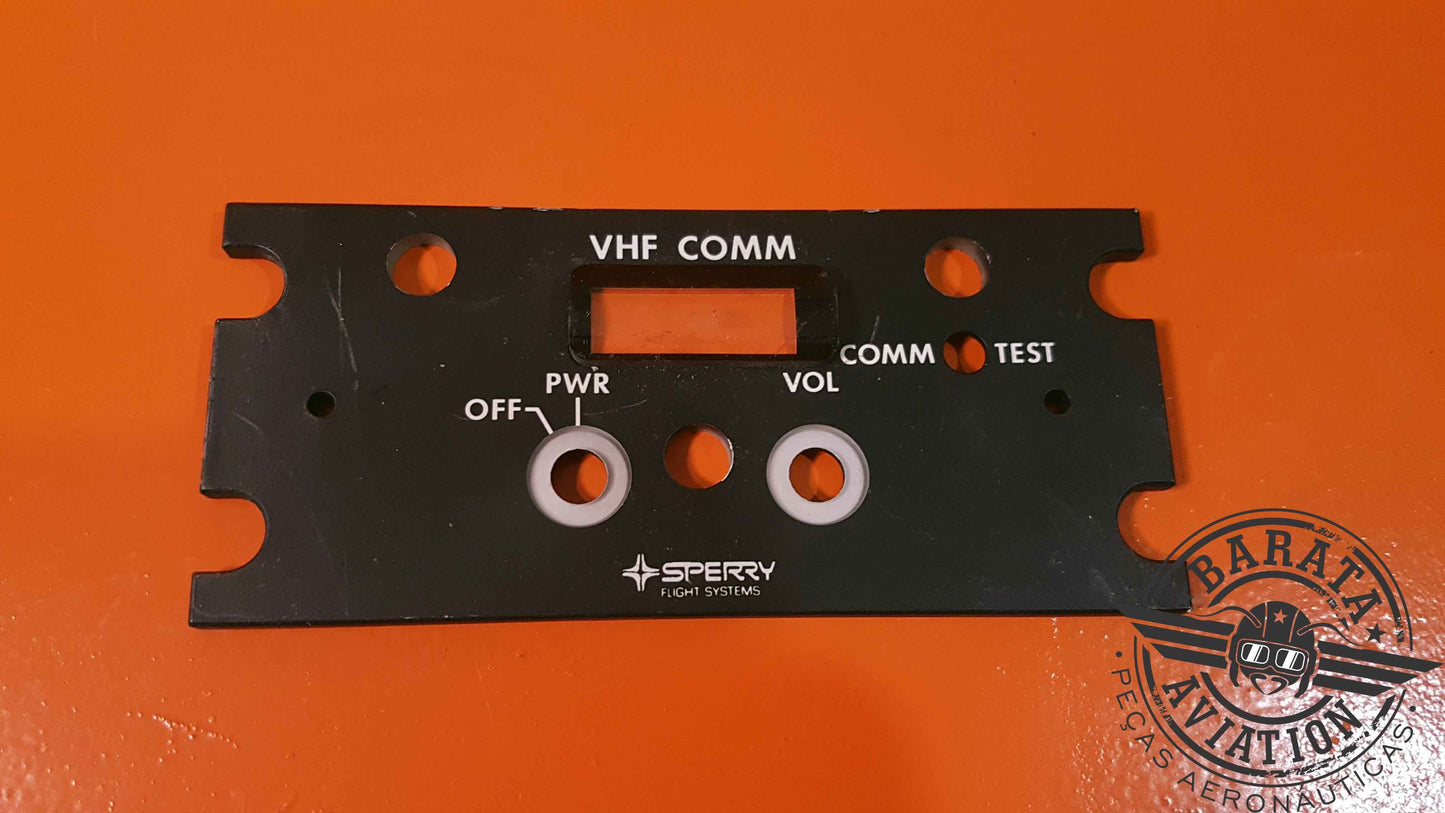 VHF COMM
COMM TEST
PWR
VOL
OFF
SPERRY
FLIGHT SYSTEMS
BARATA
AVIATION
PEÇAS AERONÁUTICAS